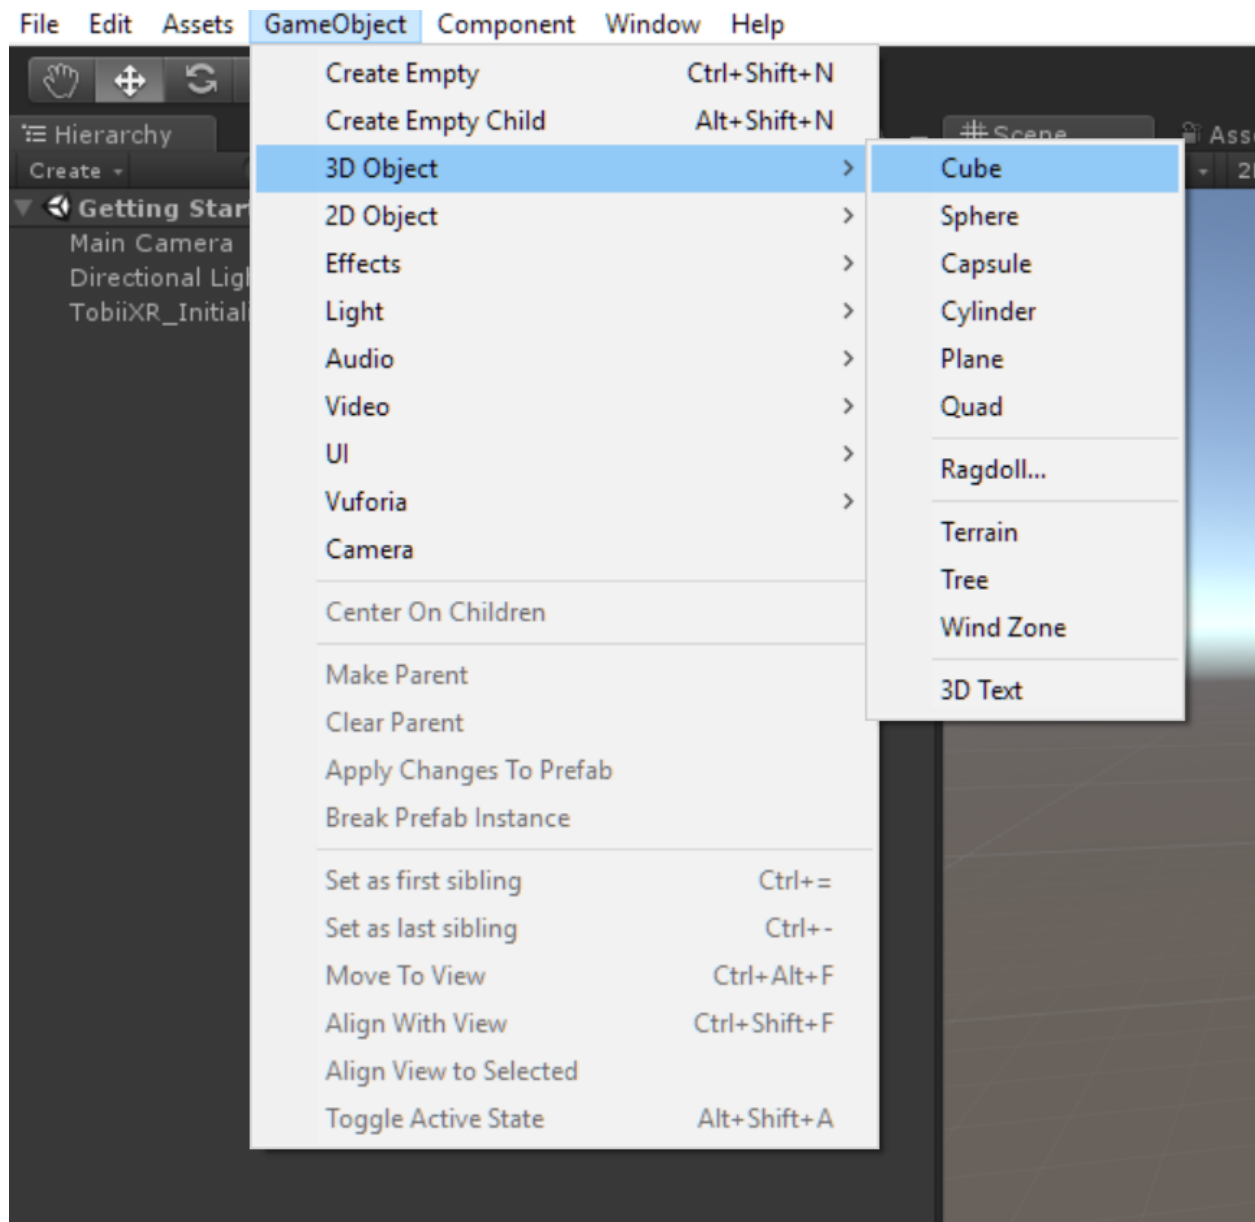 File Edit Assets GameObject Component Window Help
Create Empty Ctrl+Shift+N
Create Empty Child Alt+Shift+N
3D Object
2D Object
Effects
Light
Audio
Video
UI
Vuforia
Camera
Center On Children
Make Parent
Clear Parent
Apply Changes To Prefab
Break Prefab Instance
Set as first sibling Ctrl+=
Set as last sibling Ctrl+-
Move To View Ctrl+Alt+F
Align With View Ctrl+Shift+F
Align View to Selected
Toggle Active State Alt+Shift+A
Cube
Sphere
Capsule
Cylinder
Plane
Quad
Ragdoll...
Terrain
Tree
Wind Zone
3D Text
Hierarchy
Create
Getting Star
Main Camera
Directional Lig
TobiiXR_Initiali
Scene
Ass